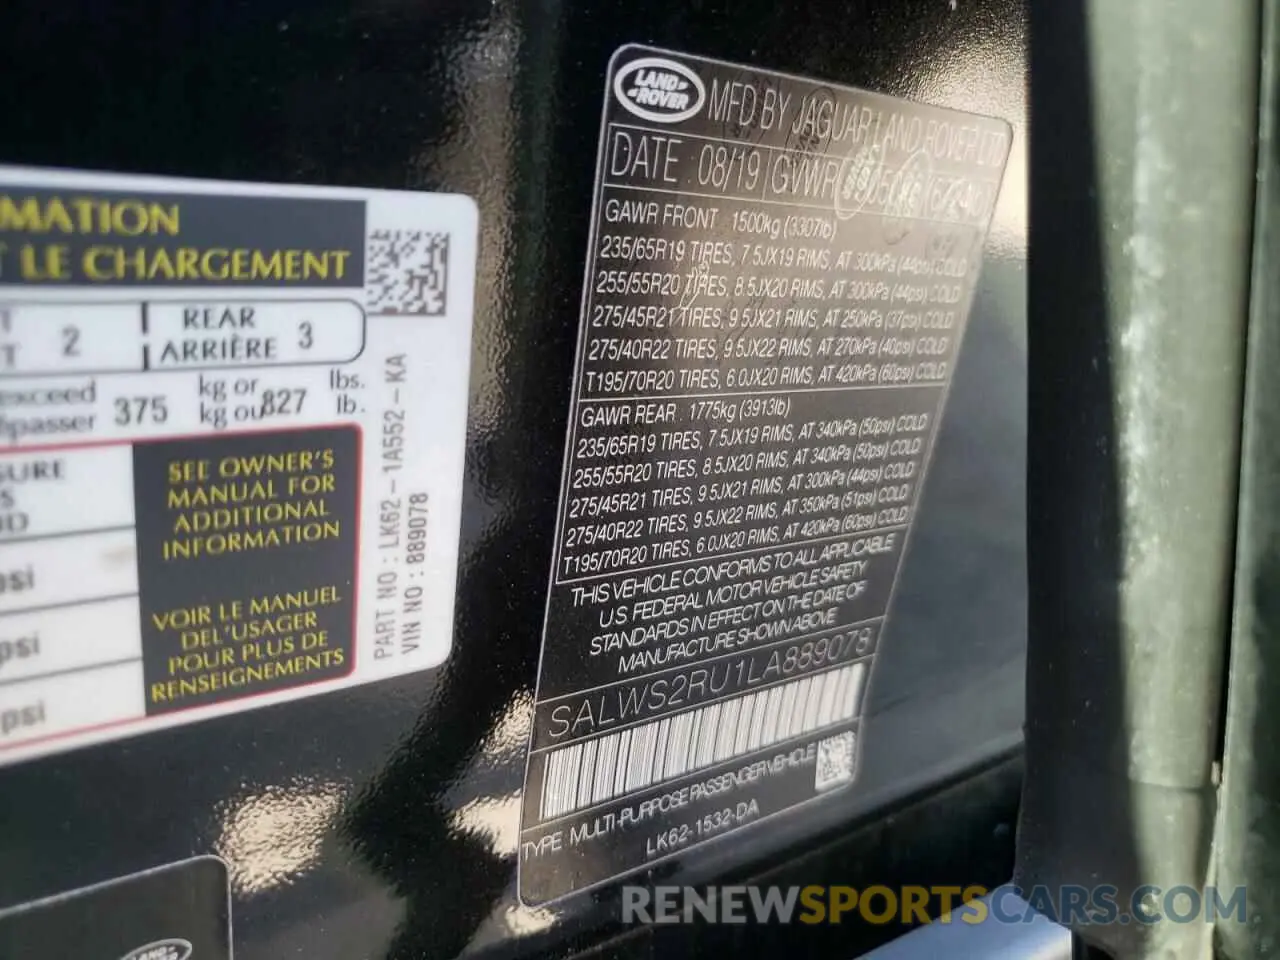 MATION
T LE CHARGEMENT
T
T
2
REAR
ARRIÈRE
3
exceed
passer
375
kg or
kg ou
827
lbs.
lb.
SURE
S
ID
SEE OWNER'S
MANUAL FOR
ADDITIONAL
INFORMATION
VOIR LE MANUEL
DEL'USAGER
POUR PLUS DE
RENSEIGNEMENTS
psi
psi
psi
PART NO : LK62-1A552-KA
VIN NO : 889078
LAND
ROVER
MFD BY JAGUAR LAND ROVER LTD
DATE : 08/19 GVWR
GAWR FRONT : 1500kg (3307lb)
235/65R19 TIRES, 7.5JX19 RIMS, AT 300kPa (44psi) COLD
255/55R20 TIRES, 8.5JX20 RIMS, AT 300kPa (44psi) COLD
275/45R21 TIRES, 9.5JX21 RIMS, AT 250kPa (37psi) COLD
275/40R22 TIRES, 9.5JX22 RIMS, AT 270kPa (40psi) COLD
T195/70R20 TIRES, 6.0JX20 RIMS, AT 420kPa (60psi) COLD
GAWR REAR : 1775kg (3913lb)
235/65R19 TIRES, 7.5JX19 RIMS, AT 340kPa (50psi) COLD
255/55R20 TIRES, 8.5JX20 RIMS, AT 340kPa (50psi) COLD
275/45R21 TIRES, 9.5JX21 RIMS, AT 300kPa (44psi) COLD
275/40R22 TIRES, 9.5JX22 RIMS, AT 350kPa (51psi) COLD
T195/70R20 TIRES, 6.0JX20 RIMS, AT 420kPa (60psi) COLD
THIS VEHICLE CONFORMS TO ALL APPLICABLE
U.S. FEDERAL MOTOR VEHICLE SAFETY
STANDARDS IN EFFECT ON THE DATE OF
MANUFACTURE SHOWN ABOVE
SALWS2RU1LA889078
TYPE MULTI-PURPOSE PASSENGER VEHICLE
LK62-1532-DA
LAND
RENEWSPORTSCARS.COM